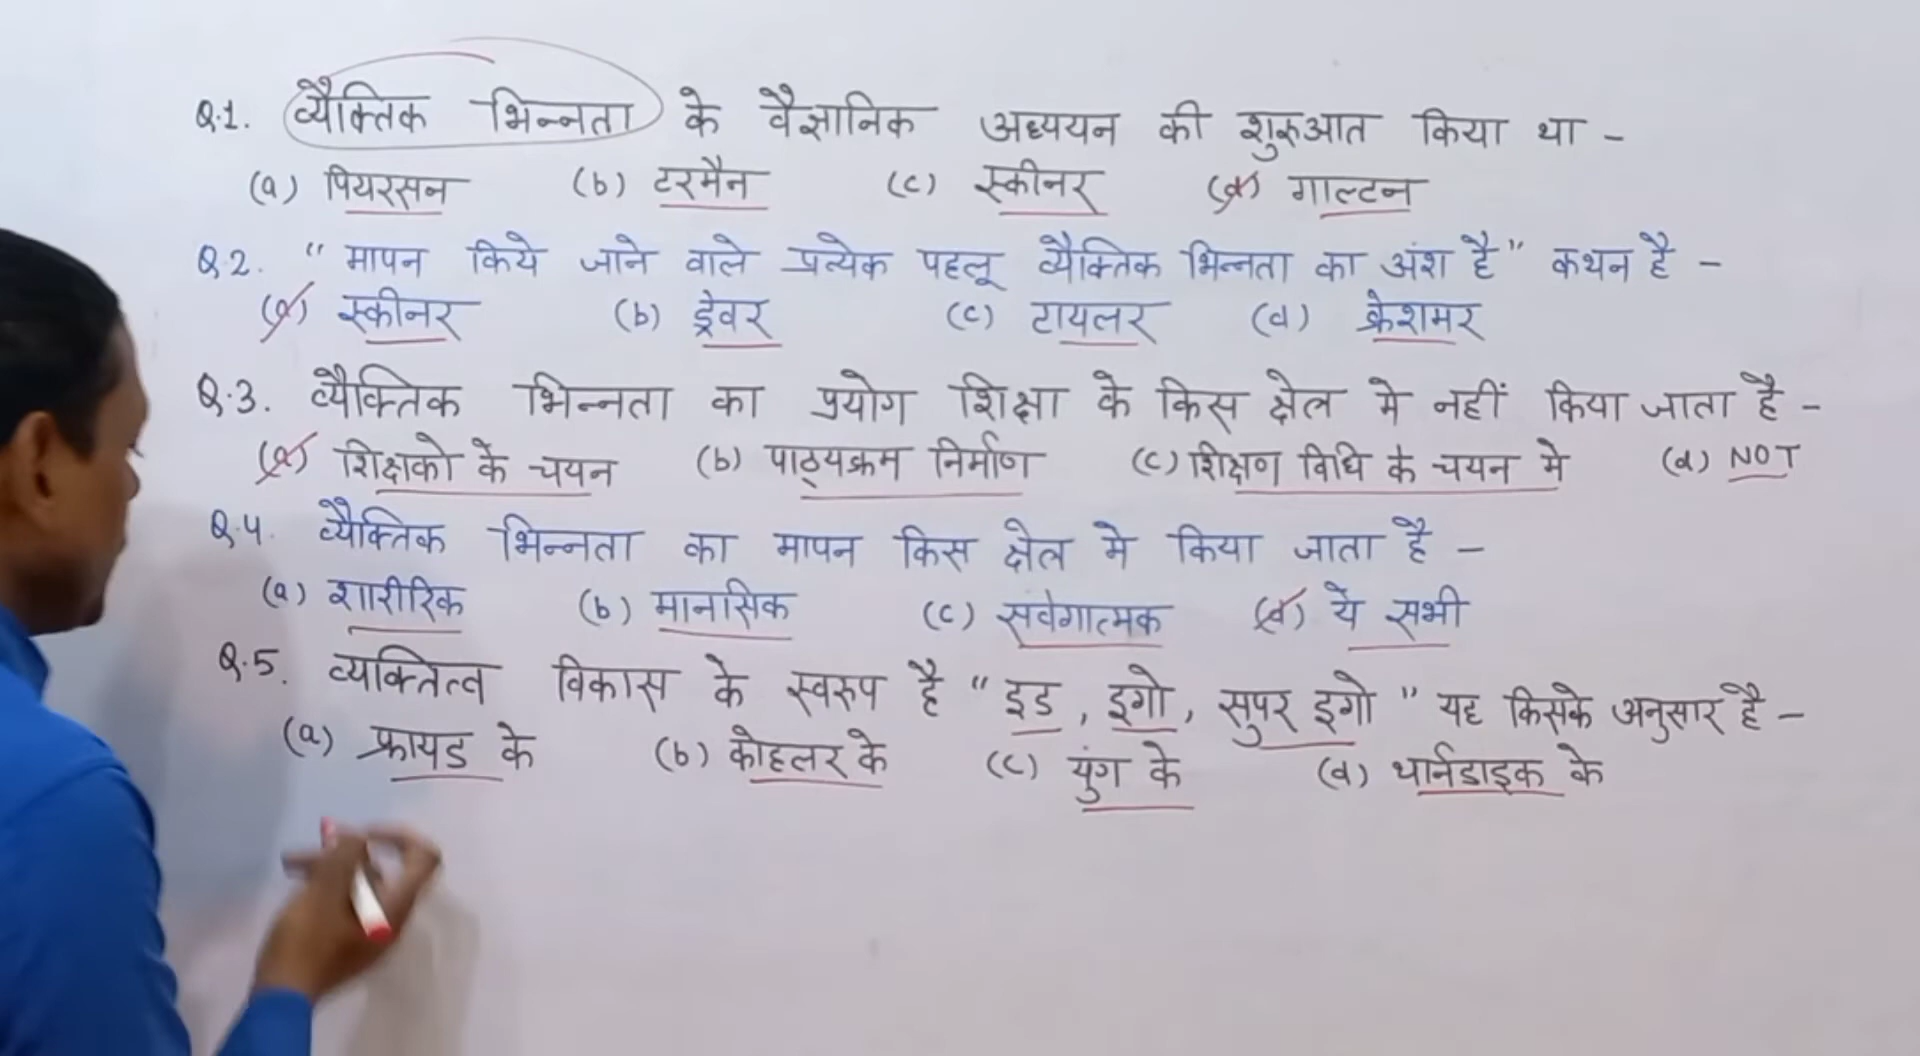 Q.1. व्यैक्तिक भिन्नता के वैज्ञानिक अध्ययन की शुरुआत किया था -
(a) पियरसन (b) टरमैन (c) स्कीनर (d) गाल्टन
Q.2. " मापन किये जाने वाले प्रत्येक पहलू व्यैक्तिक भिन्नता का अंश है " कथन है -
(a) स्कीनर (b) ड्रेवर (c) टायलर (d) क्रेशमर
Q.3. व्यैक्तिक भिन्नता का प्रयोग शिक्षा के किस क्षेत्र मे नहीं किया जाता है -
(a) शिक्षको के चयन (b) पाठ्यक्रम निर्माण (c) शिक्षण विधि के चयन मे (d) NOT
Q.4. व्यैक्तिक भिन्नता का मापन किस क्षेत्र मे किया जाता है -
(a) शारीरिक (b) मानसिक (c) सवेगात्मक (d) ये सभी
Q.5. व्यक्तित्व विकास के स्वरुप है " इड , इगो, सुपर इगो " यह किसके अनुसार है -
(a) फ्रायड के (b) कोहलर के (c) युंग के (d) थार्नडाइक के